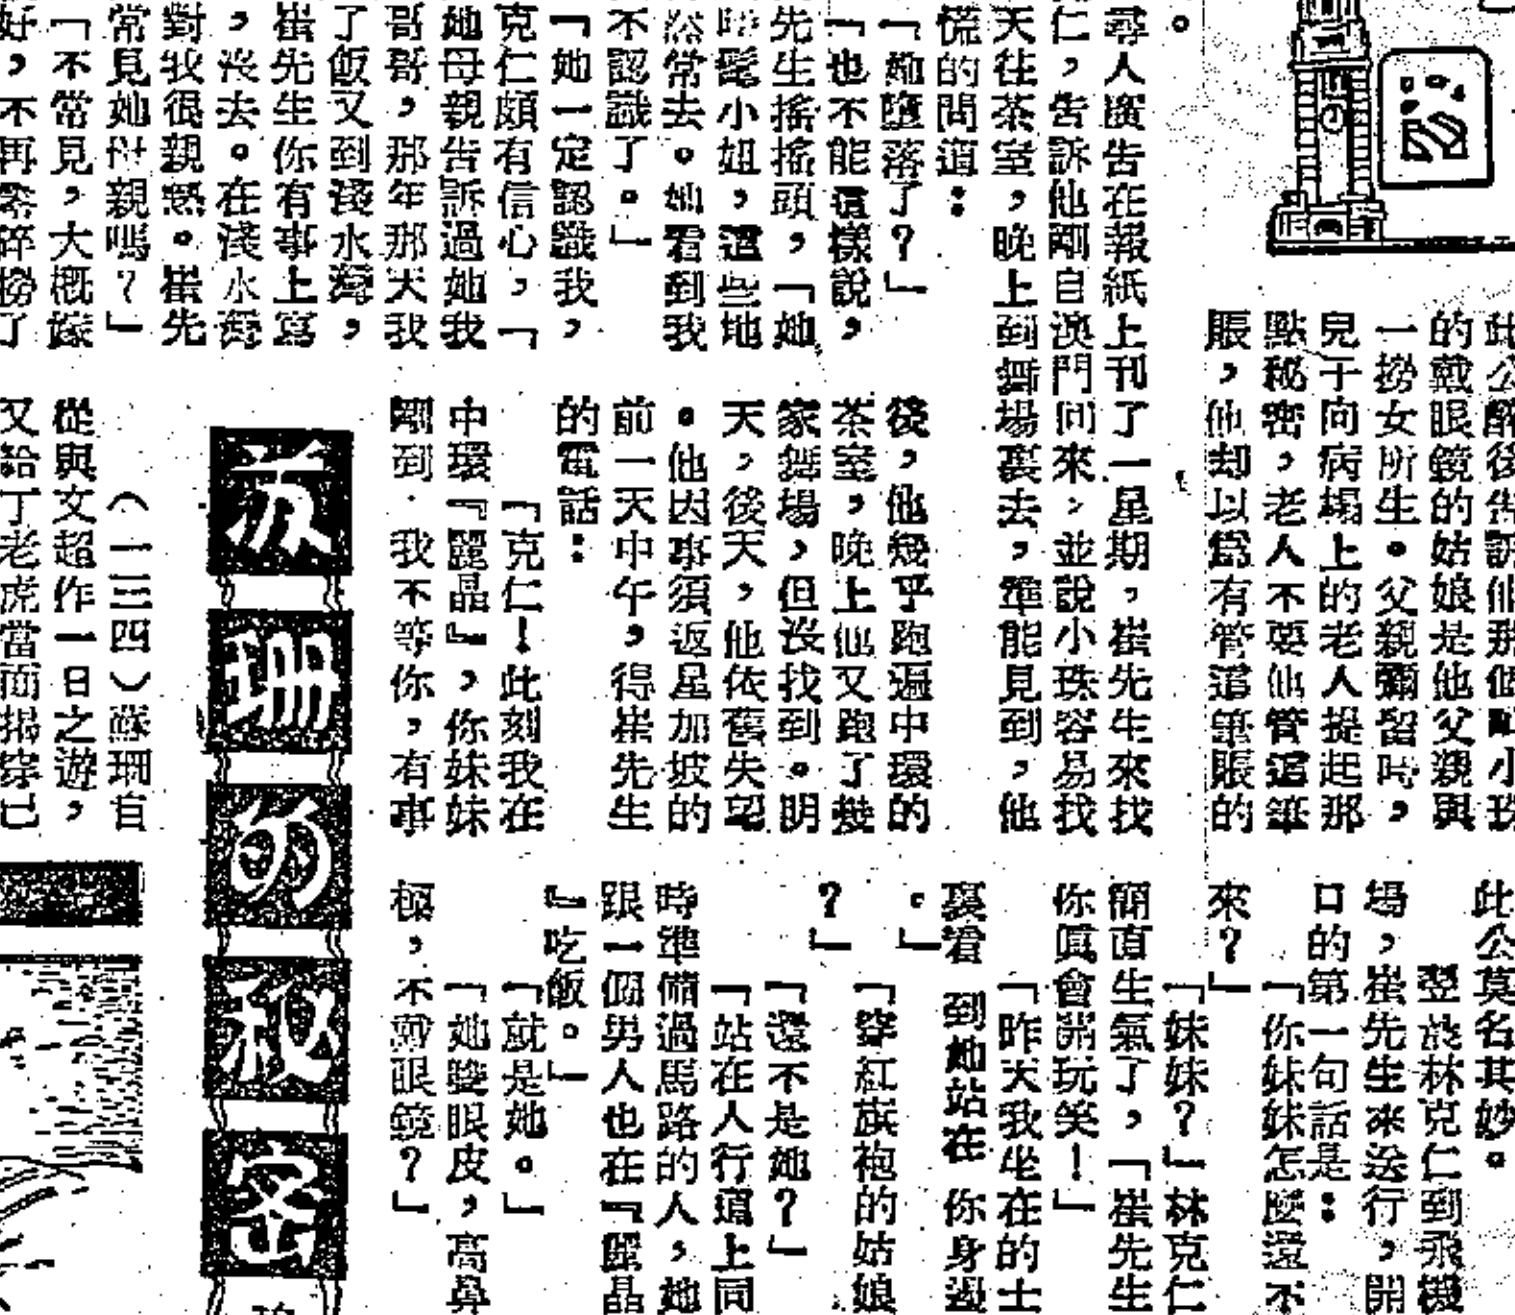 。
尋人廣告在報紙上刊了一星期，崔先生來找
仁，告訴他剛自澳門回來，並說小珠容易找
天往茶室，晚上到舞場裏去，準能見到，他
慌的問道：
「她墮落了？」
「也不能這樣說，
先生搖搖頭，「她
時髦小姐，這些地
然常去。她看到我
不認識了。」
「她一定認識我，
克仁頗有信心，「
她母親告訴過她我
哥哥，那年那天我
了飯又到淺水灣，
崔先生你有事上寫
，去。在淺水灣
對我很親熱。崔先
常見她母親嗎？」
「不常見，大概嫁
好，不再零碎撈了
此公醉後告訴他那個叫小珠
的戴眼鏡的姑娘是他父親與
一撈女所生。父親彌留時，
兒子向病榻上的老人提起那
點秘密，老人不要他管這筆
賬，他却以爲有管這筆賬的
後，他幾乎跑遍中環的
茶室，晚上他又跑了幾
家舞場，但沒找到。明
天，後天，他依舊失望
。他因事須返星加坡的
前一天中午，得崔先生
的電話：
「克仁！此刻我在
中環『麗晶』，你妹妹
剛到，我不等你，有事
此公莫名其妙。
翌晨林克仁到飛機
場，崔先生來送行，開
口的第一句話是：
「你妹妹怎麼還不
來？」
「妹妹？」林克仁
簡直生氣了，「崔先生
你眞會開玩笑！」
「昨天我坐在的士
裏看到她站在你身邊
。」
「穿紅旗袍的姑娘
？」
「還不是她？」
「站在人行道上同
時準備過馬路的人，她
跟一個男人也在『麗晶
』吃飯。」
「就是她。」
「她雙眼皮，高鼻
極，不戴眼鏡？」
蘇珊的秘密
（一三四）蘇珊自
從與文超作一日之遊，
又給丁老虎當面揭穿已